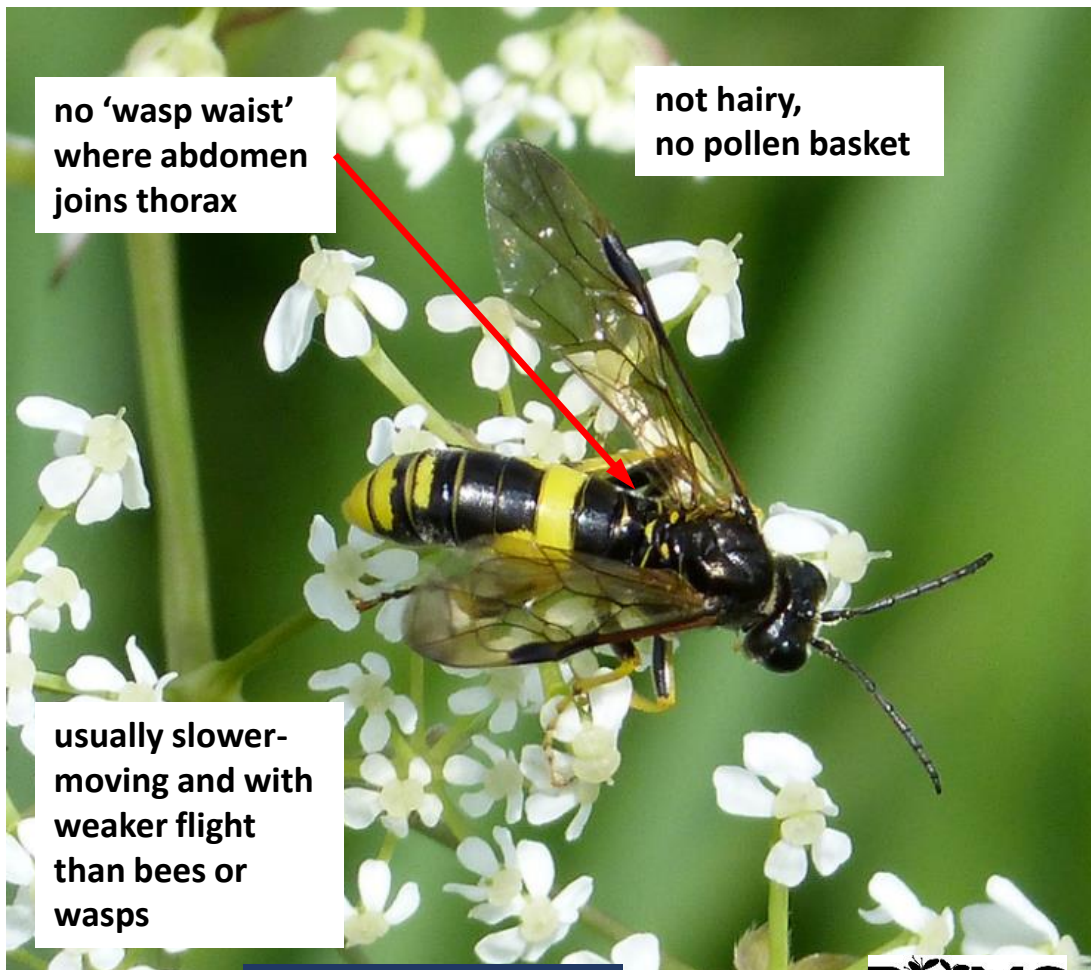 no ‘wasp waist’
where abdomen
joins thorax
not hairy,
no pollen basket
usually slower-
moving and with
weaker flight
than bees or
wasps